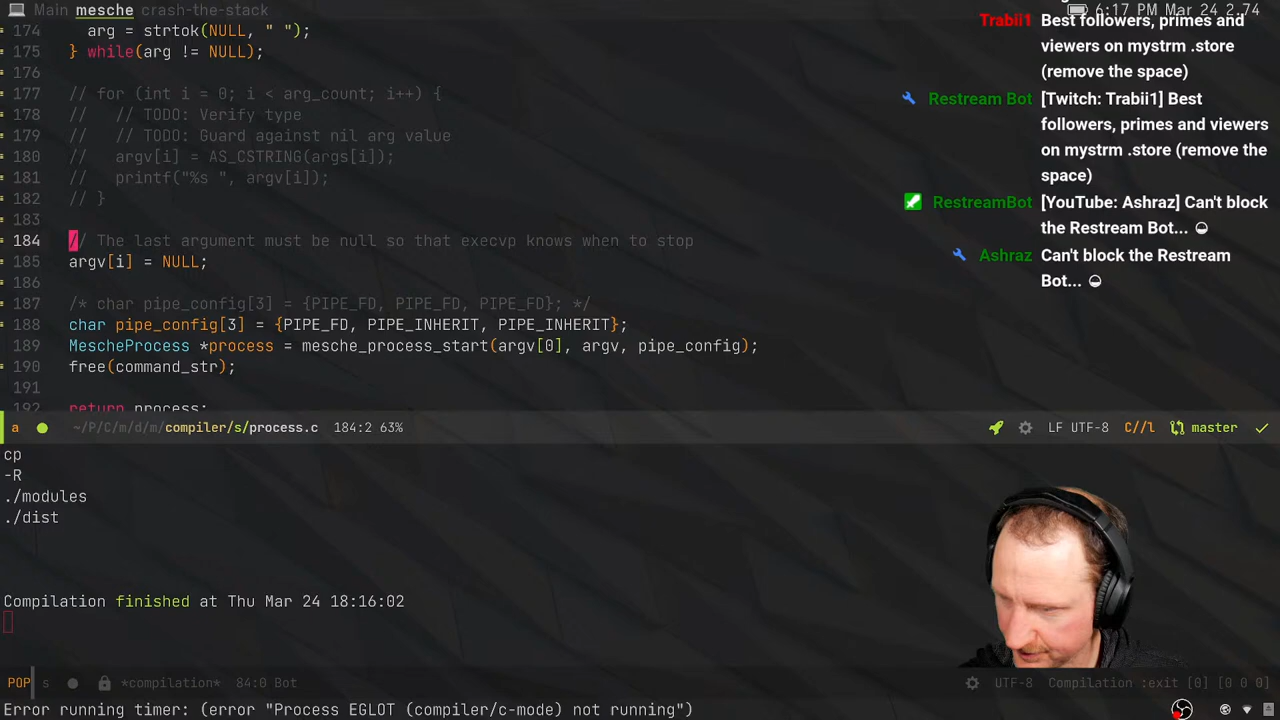 Main mesche crash-the-stack
6:17 PM Mar 24 2.74
174 arg = strtok(NULL, " ");
175 } while(arg != NULL);
176
177 // for (int i = 0; i < arg_count; i++) {
178 //   // TODO: Verify type
179 //   // TODO: Guard against nil arg value
180 //   argv[i] = AS_CSTRING(args[i]);
181 //   printf("%s ", argv[i]);
182 // }
183
184 // The last argument must be null so that execvp knows when to stop
185 argv[i] = NULL;
186
187 /* char pipe_config[3] = {PIPE_FD, PIPE_FD, PIPE_FD}; */
188 char pipe_config[3] = {PIPE_FD, PIPE_INHERIT, PIPE_INHERIT};
189 MescheProcess *process = mesche_process_start(argv[0], argv, pipe_config);
190 free(command_str);
191
192 return process;
Trabii1 Best followers, primes and
viewers on mystrm .store
(remove the space)
Restream Bot [Twitch: Trabii1] Best
followers, primes and viewers
on mystrm .store (remove the
space)
RestreamBot [YouTube: Ashraz] Can't block
the Restream Bot...
Ashraz Can't block the Restream
Bot...
a ~/P/C/m/d/m/compiler/s/process.c 184:2 63% LF UTF-8 C//l master
cp
-R
./modules
./dist
Compilation finished at Thu Mar 24 18:16:02
POP s *compilation* 84:0 Bot UTF-8 Compilation :exit [0] [0 0 0]
Error running timer: (error "Process EGLOT (compiler/c-mode) not running")